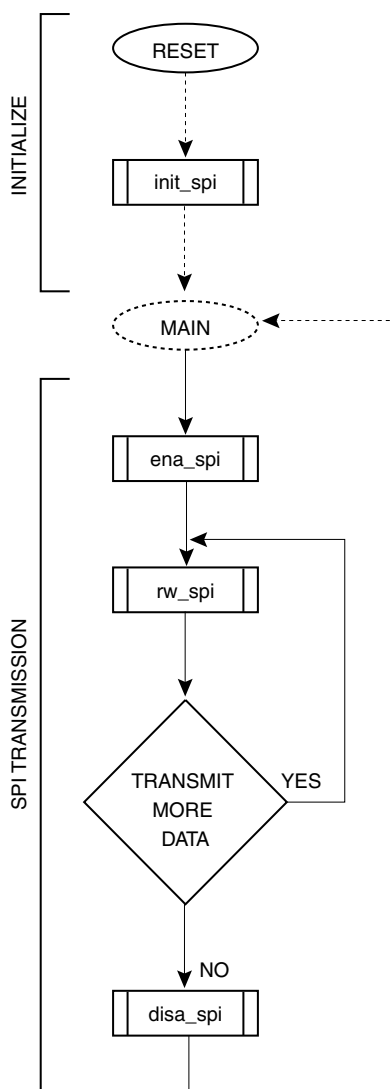 RESET
INITIALIZE
init_spi
MAIN
ena_spi
rw_spi
SPI TRANSMISSION
TRANSMIT
MORE
DATA
YES
NO
disa_spi